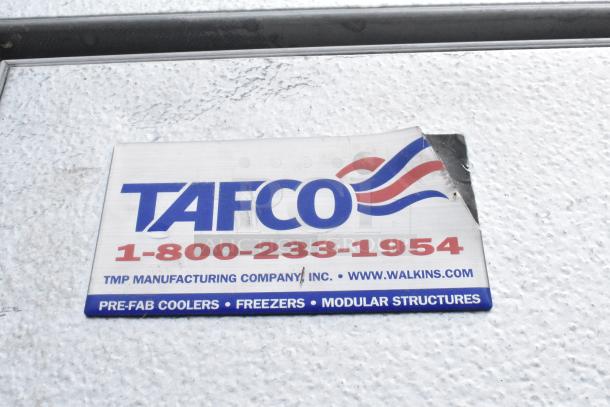 TAFCO
1-800-233-1954
TMP MANUFACTURING COMPANY, INC. • WWW.WALKINS.COM
PRE-FAB COOLERS • FREEZERS • MODULAR STRUCTURES